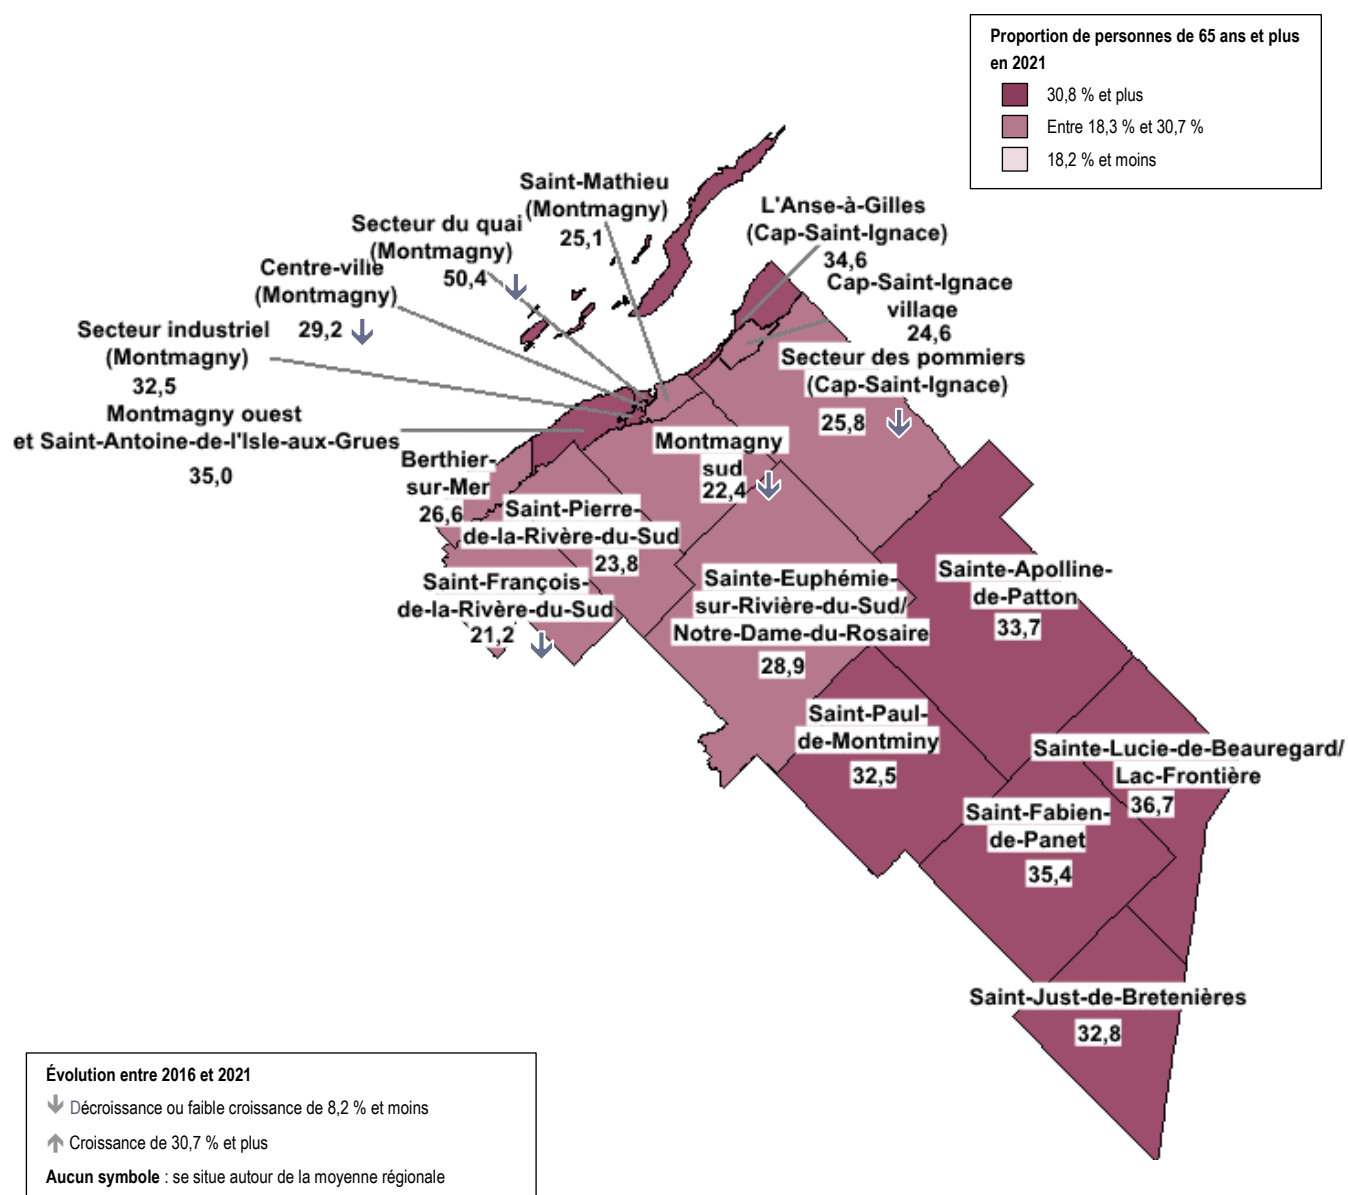 Proportion de personnes de 65 ans et plus
en 2021
30,8 % et plus
Entre 18,3 % et 30,7 %
18,2 % et moins
Saint-Mathieu
(Montmagny)
25,1
Secteur du quai
(Montmagny)
50,4
Centre-ville
(Montmagny)
29,2
Secteur industriel
(Montmagny)
32,5
Montmagny ouest
et Saint-Antoine-de-l'Isle-aux-Grues
35,0
L'Anse-à-Gilles
(Cap-Saint-Ignace)
34,6
Cap-Saint-Ignace
village
24,6
Secteur des pommiers
(Cap-Saint-Ignace)
25,8
Montmagny
sud
22,4
Berthier-
sur-Mer
26,6
Saint-Pierre-
de-la-Rivère-du-Sud
23,8
Saint-François-
de-la-Rivère-du-Sud
21,2
Sainte-Euphémie-
sur-Rivière-du-Sud/
Notre-Dame-du-Rosaire
28,9
Sainte-Apolline-
de-Patton
33,7
Saint-Paul-
de-Montminy
32,5
Sainte-Lucie-de-Beauregard/
Lac-Frontière
36,7
Saint-Fabien-
de-Panet
35,4
Saint-Just-de-Bretenières
32,8
Évolution entre 2016 et 2021
Décroissance ou faible croissance de 8,2 % et moins
Croissance de 30,7 % et plus
Aucun symbole : se situe autour de la moyenne régionale